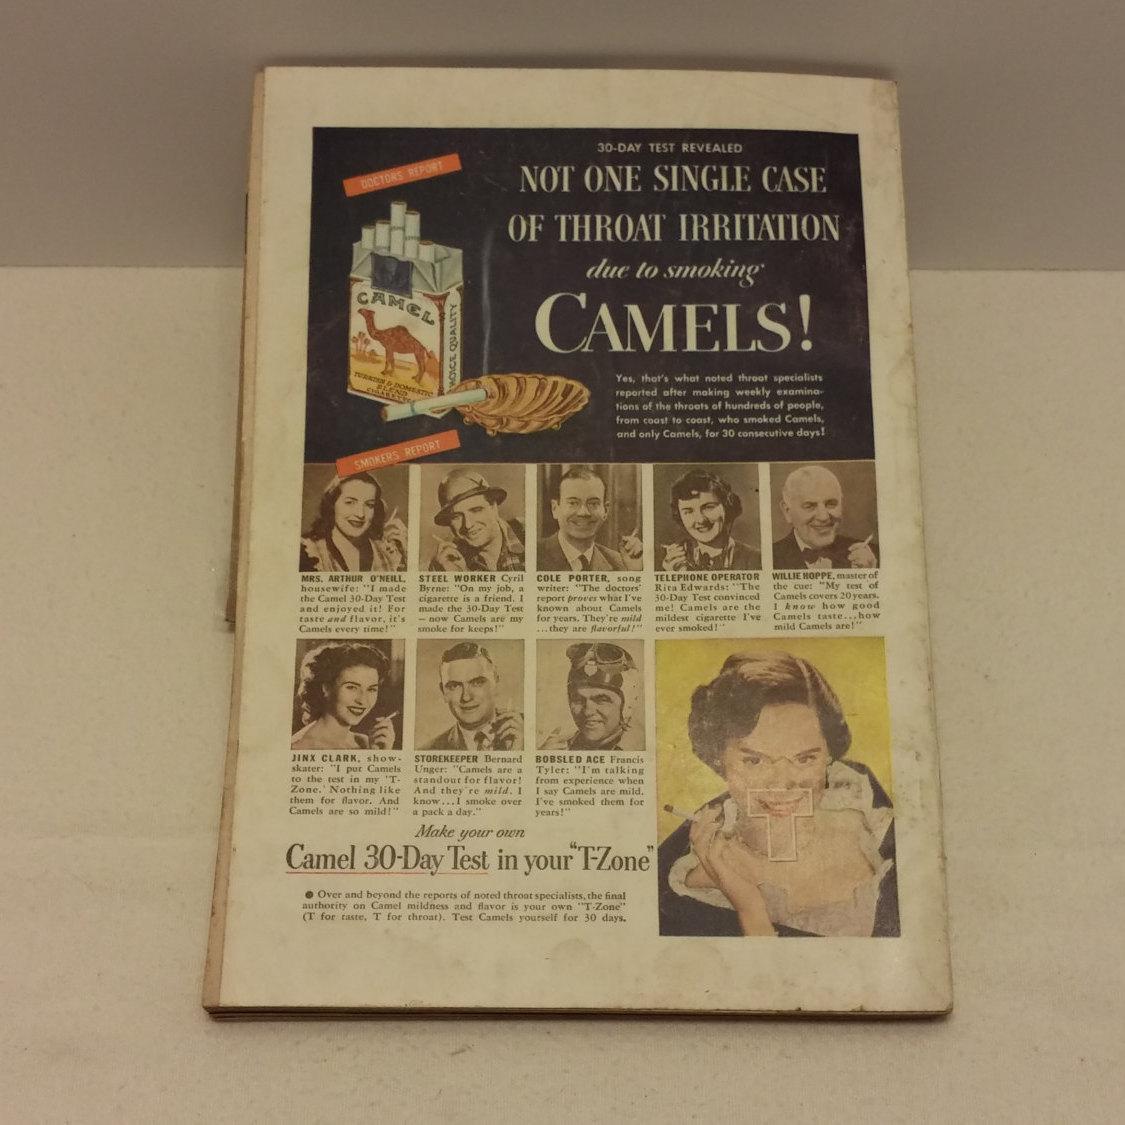 30-DAY TEST REVEALED
NOT ONE SINGLE CASE
OF THROAT IRRITATION
due to smoking
CAMELS!
DOCTORS REPORT
CAMEL
CHOICE QUALITY
TURKISH & DOMESTIC
BLEND
CIGARETTES
Yes, that's what noted throat specialists
reported after making weekly examina-
tions of the throats of hundreds of people,
from coast to coast, who smoked Camels,
and only Camels, for 30 consecutive days!
SMOKERS REPORT
MRS. ARTHUR O'NEILL,
housewife: "I made
the Camel 30-Day Test
and enjoyed it! For
taste and flavor, it's
Camels every time!"
STEEL WORKER Cyril
Byrne: "On my job, a
cigarette is a friend. I
made the 30-Day Test
— now Camels are my
smoke for keeps!"
COLE PORTER, song
writer: "The doctors'
report proves what I've
known about Camels
for years. They're mild
...they are flavorful!"
TELEPHONE OPERATOR
Rita Edwards: "The
30-Day Test convinced
me! Camels are the
mildest cigarette I've
ever smoked!"
WILLIE HOPPE, master of
the cue: "My test of
Camels covers 20 years.
I know how good
Camels taste...how
mild Camels are!"
JINX CLARK, show-
skater: "I put Camels
to the test in my 'T-
Zone.' Nothing like
them for flavor. And
Camels are so mild!"
STOREKEEPER Bernard
Unger: "Camels are a
standout for flavor!
And they're mild. I
know...I smoke over
a pack a day."
BOBSLED ACE Francis
Tyler: "I'm talking
from experience when
I say Camels are mild.
I've smoked them for
years!"
Make your own
Camel 30-Day Test in your "T-Zone"
● Over and beyond the reports of noted throat specialists, the final
authority on Camel mildness and flavor is your own "T-Zone"
(T for taste, T for throat). Test Camels yourself for 30 days.